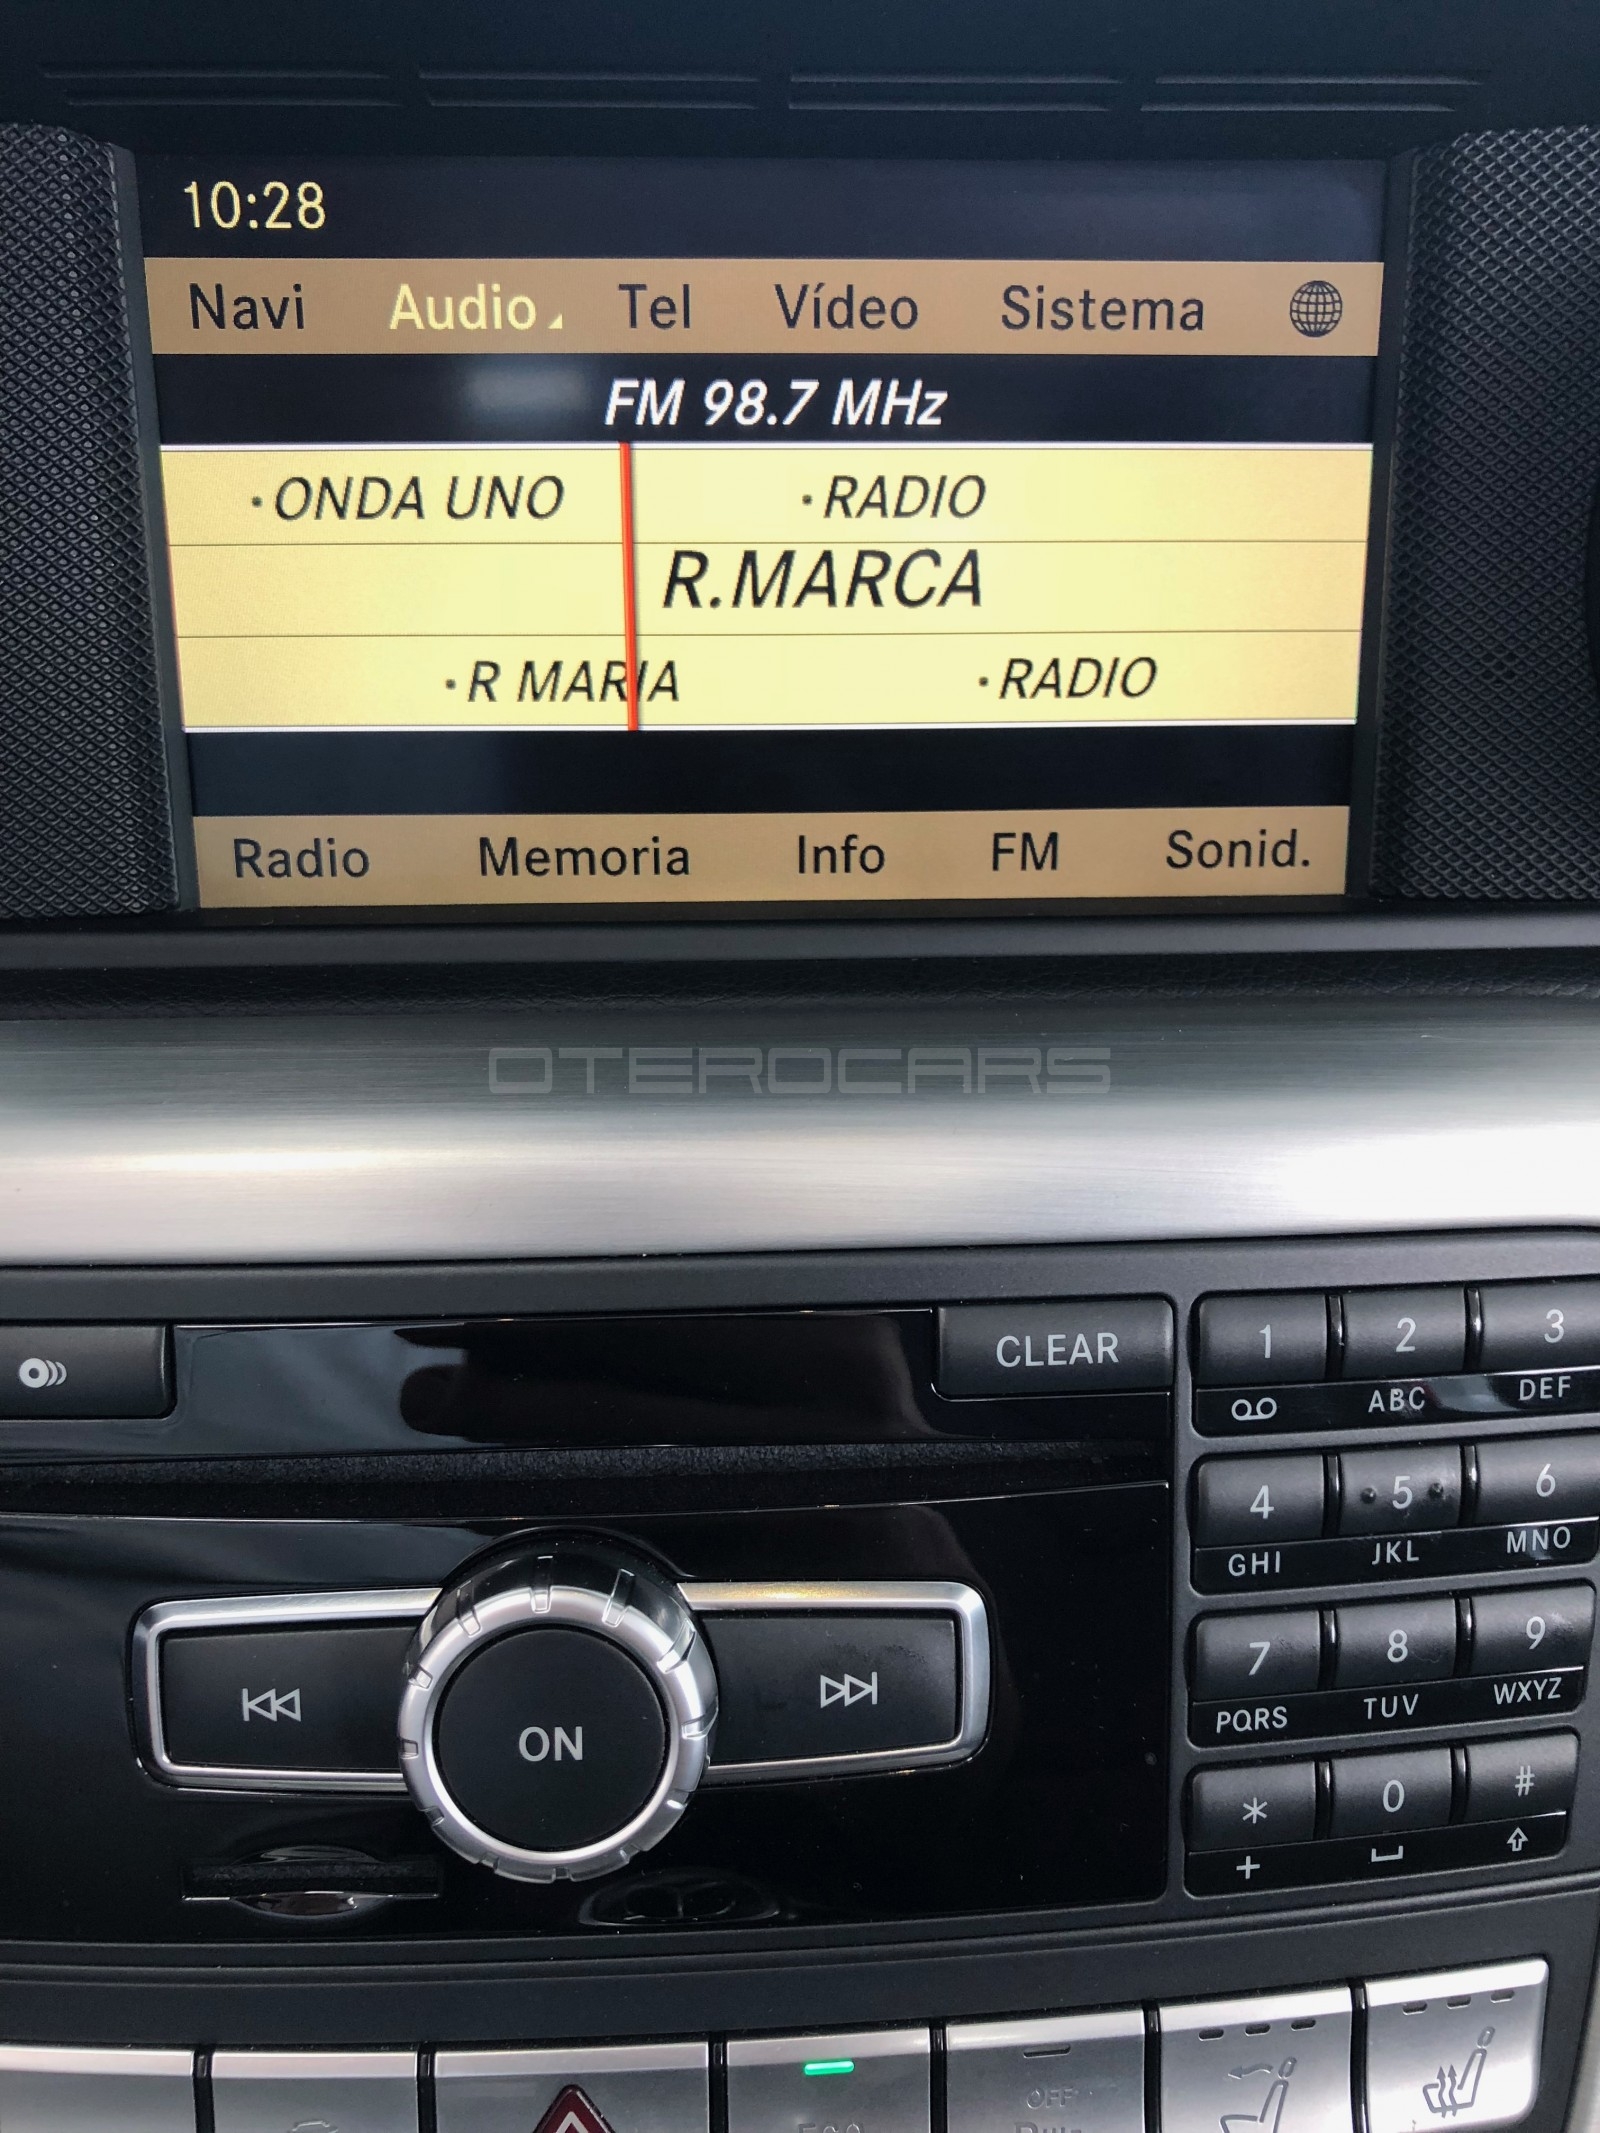 10:28
Navi Audio Tel Vídeo Sistema
FM 98.7 MHz
·ONDA UNO ·RADIO
R.MARCA
·R MARIA ·RADIO
Radio Memoria Info FM Sonid.
OTEROCARS
CLEAR 1 2 3
ABC DEF
4 5 6
GHI JKL MNO
7 8 9
PQRS TUV WXYZ
ON
* 0 #
+
OFF
ECO